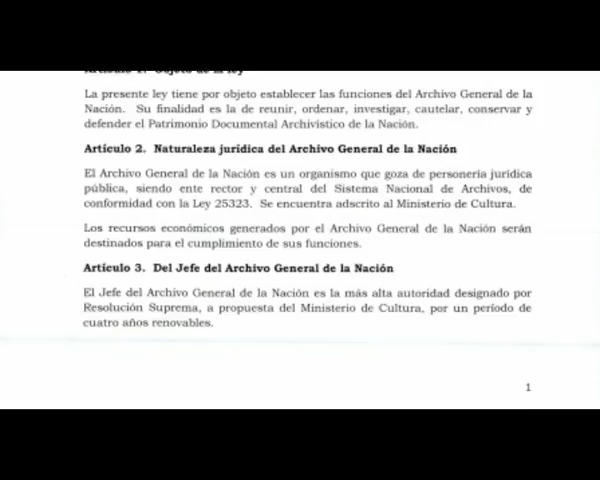 Artículo 1. Objeto de la ley
La presente ley tiene por objeto establecer las funciones del Archivo General de la
Nación. Su finalidad es la de reunir, ordenar, investigar, cautelar, conservar y
defender el Patrimonio Documental Archivístico de la Nación.
Artículo 2. Naturaleza jurídica del Archivo General de la Nación
El Archivo General de la Nación es un organismo que goza de personería jurídica
pública, siendo ente rector y central del Sistema Nacional de Archivos, de
conformidad con la Ley 25323. Se encuentra adscrito al Ministerio de Cultura.
Los recursos económicos generados por el Archivo General de la Nación serán
destinados para el cumplimiento de sus funciones.
Artículo 3. Del Jefe del Archivo General de la Nación
El Jefe del Archivo General de la Nación es la más alta autoridad designado por
Resolución Suprema, a propuesta del Ministerio de Cultura, por un período de
cuatro años renovables.
1